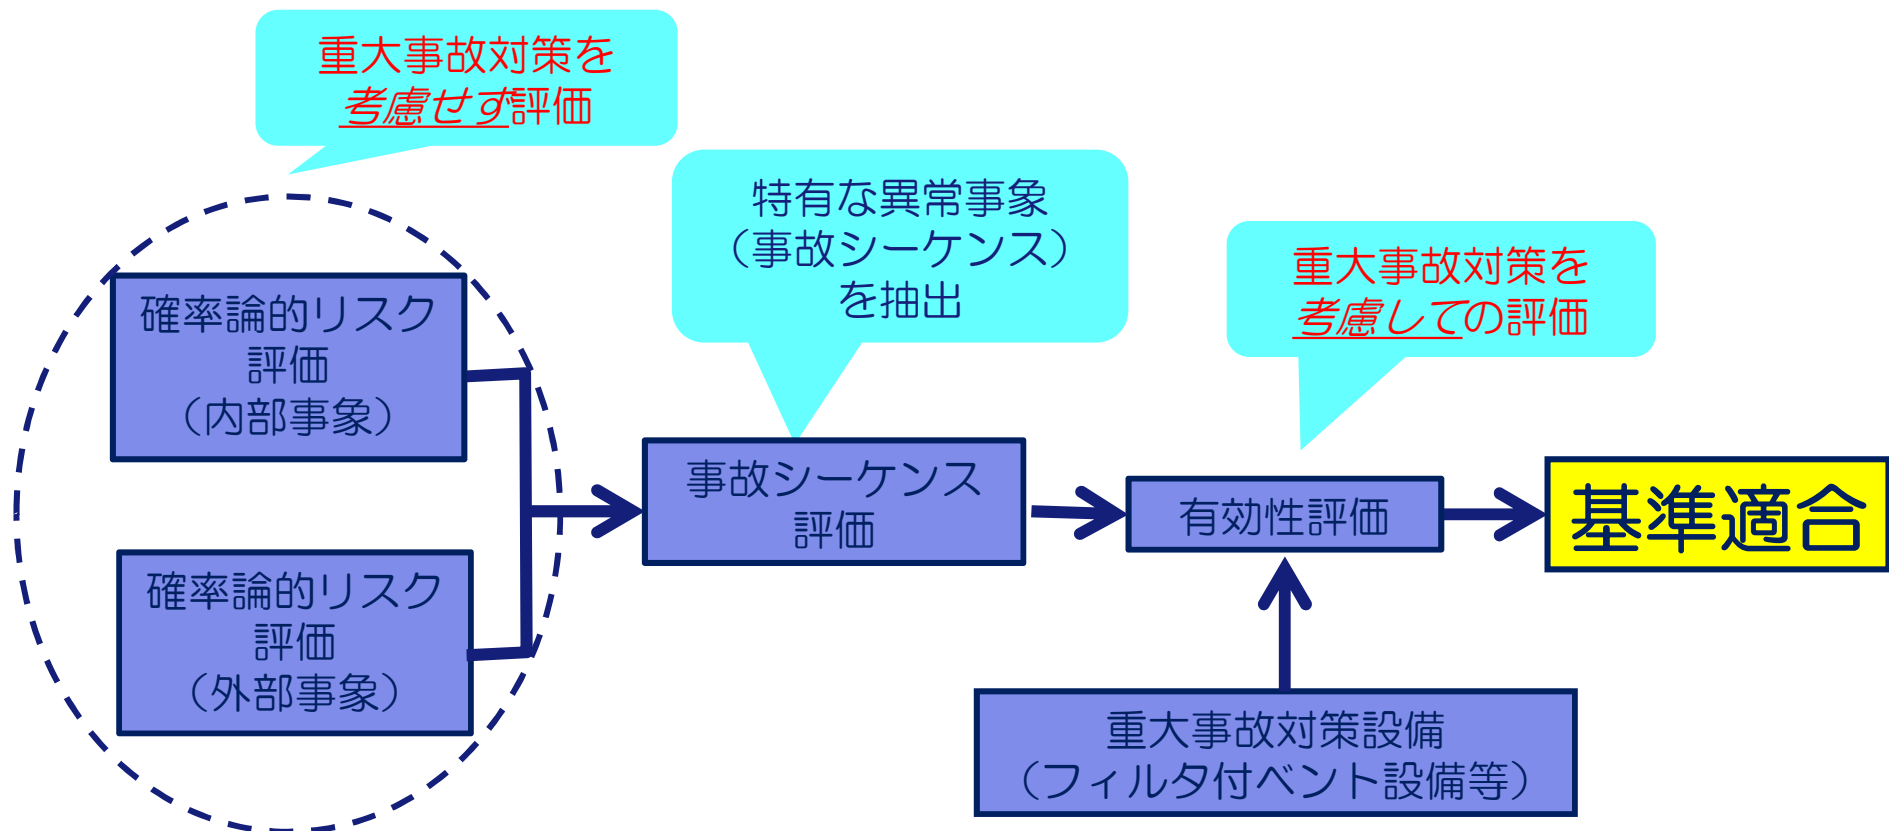 重大事故対策を
考慮せず評価
特有な異常事象
（事故シーケンス）
を抽出
重大事故対策を
考慮しての評価
確率論的リスク
評価
（内部事象）
事故シーケンス
評価
有効性評価
基準適合
確率論的リスク
評価
（外部事象）
重大事故対策設備
（フィルタ付ベント設備等）